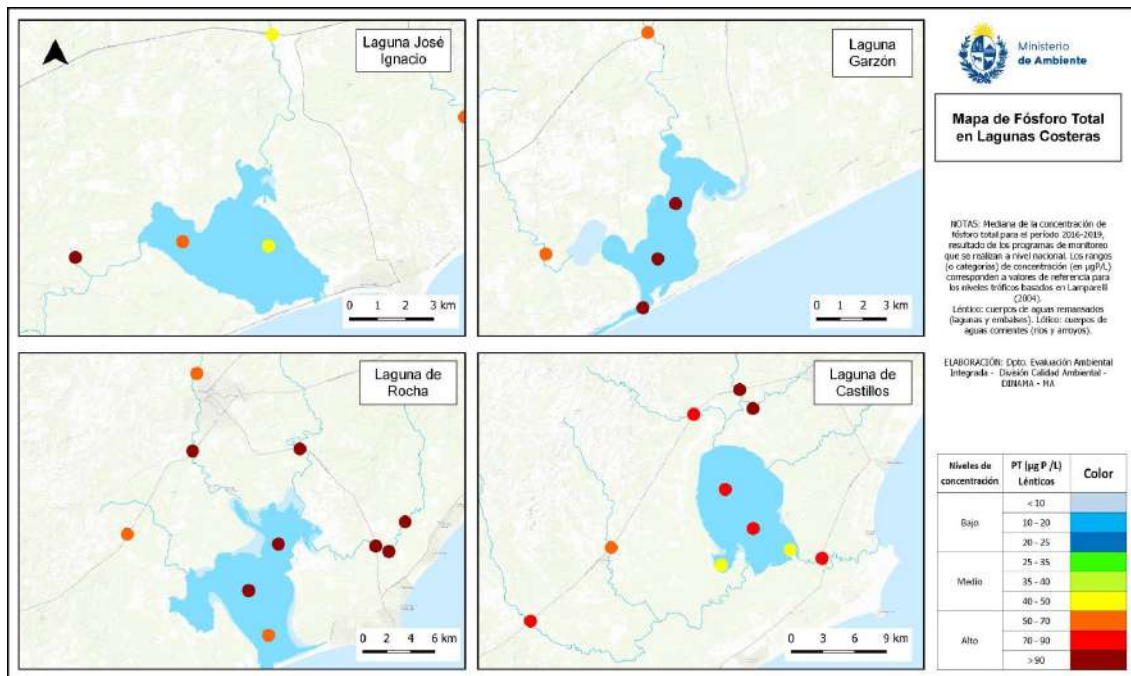 Laguna José
Ignacio
0 1 2 3 km
Laguna
Garzón
0 1 2 3 km
Laguna de
Rocha
0 2 4 6 km
Laguna de
Castillos
0 3 6 9 km
Ministerio
de Ambiente
Mapa de Fósforo Total
en Lagunas Costeras
NOTAS: Mediana de la concentración de
fósforo total para el período 2016-2019,
resultado de los programas de monitoreo
que se realizan a nivel nacional. Los rangos
(o categorías) de concentración (en µgP/L)
corresponden a valores de referencia para
los niveles tróficos basados en Lamparelli
(2004).
Léntico: cuerpos de aguas remansados
(lagunas y embalses). Lótico: cuerpos de
aguas corrientes (ríos y arroyos).
ELABORACIÓN: Dpto. Evaluación Ambiental
Integrada - División Calidad Ambiental -
DINAMA - MA
Niveles de
concentración
PT (µg P /L)
Lénticos
Color
Bajo
< 10
10 - 20
20 - 25
Medio
25 - 35
35 - 40
40 - 50
Alto
50 - 70
70 - 90
> 90